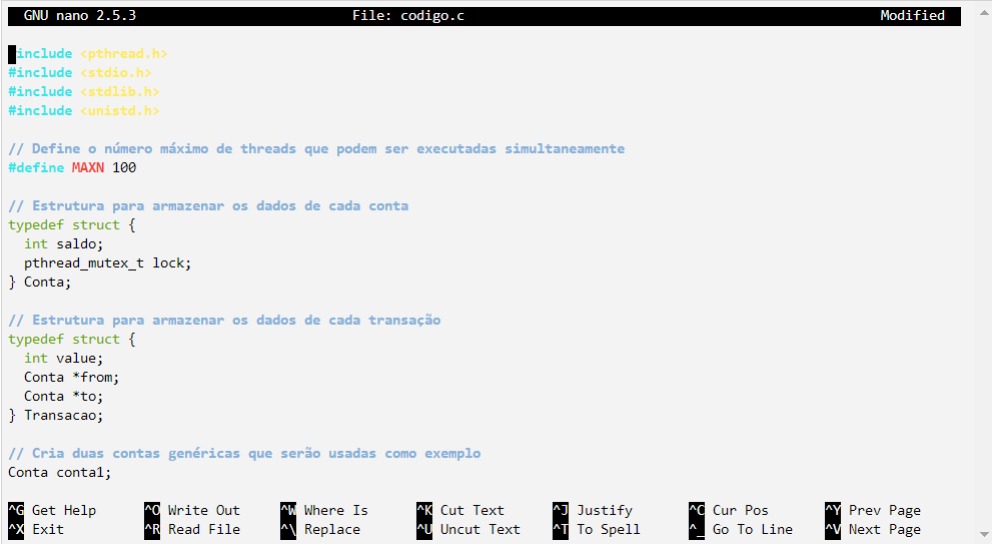 GNU nano 2.5.3 File: codigo.c Modified
#include <pthread.h>
#include <stdio.h>
#include <stdlib.h>
#include <unistd.h>
// Define o número máximo de threads que podem ser executadas simultaneamente
#define MAXN 100
// Estrutura para armazenar os dados de cada conta
typedef struct {
int saldo;
pthread_mutex_t lock;
} Conta;
// Estrutura para armazenar os dados de cada transação
typedef struct {
int value;
Conta *from;
Conta *to;
} Transacao;
// Cria duas contas genéricas que serão usadas como exemplo
Conta conta1;
^G Get Help ^O Write Out ^W Where Is ^K Cut Text ^J Justify ^C Cur Pos ^Y Prev Page
^X Exit ^R Read File ^\ Replace ^U Uncut Text ^T To Spell ^_ Go To Line ^V Next Page